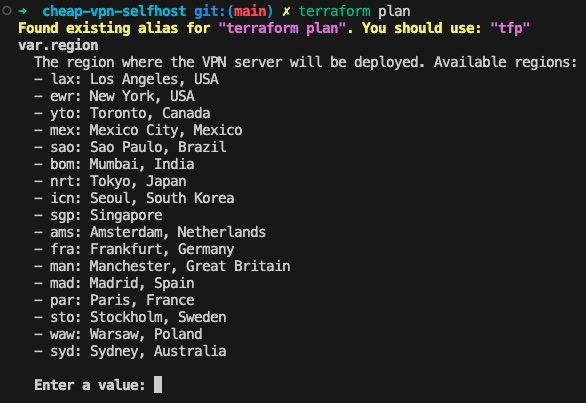 ➜ cheap-vpn-selfhost git:(main) ✗ terraform plan
Found existing alias for "terraform plan". You should use: "tfp"
var.region
The region where the VPN server will be deployed. Available regions:
- lax: Los Angeles, USA
- ewr: New York, USA
- yto: Toronto, Canada
- mex: Mexico City, Mexico
- sao: Sao Paulo, Brazil
- bom: Mumbai, India
- nrt: Tokyo, Japan
- icn: Seoul, South Korea
- sgp: Singapore
- ams: Amsterdam, Netherlands
- fra: Frankfurt, Germany
- man: Manchester, Great Britain
- mad: Madrid, Spain
- par: Paris, France
- sto: Stockholm, Sweden
- waw: Warsaw, Poland
- syd: Sydney, Australia
Enter a value: